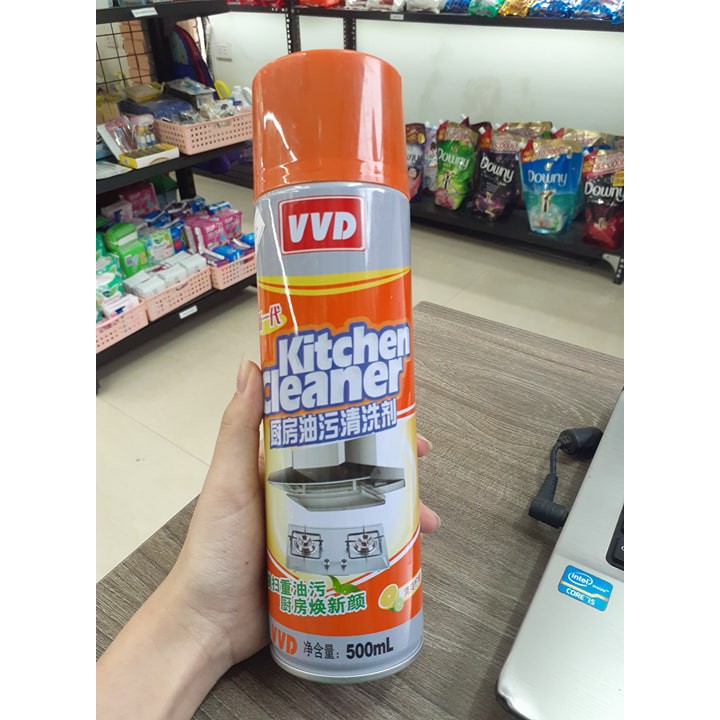 VVD
一代
Kitchen
Cleaner
厨房油污清洗剂
扫重油污
厨房焕新颜
VVD 净含量: 500mL
Downy
Downy
Downy
Downy
intel
CORE i5